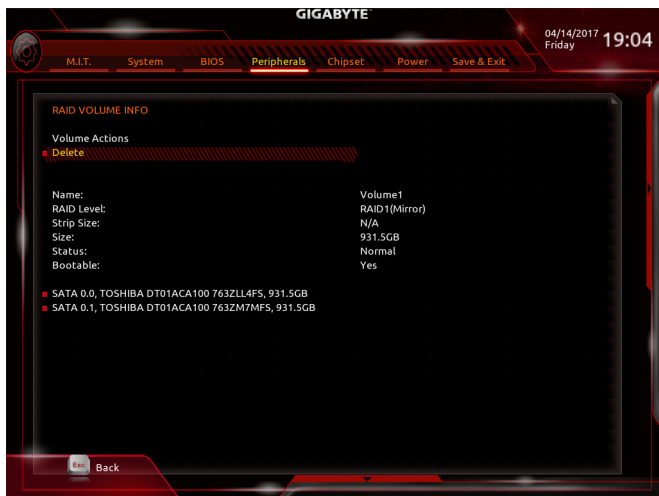 GIGABYTE™
04/14/2017 Friday 19:04
M.I.T. System BIOS Peripherals Chipset Power Save & Exit
RAID VOLUME INFO
Volume Actions
Delete
Name: Volume1
RAID Level: RAID1(Mirror)
Strip Size: N/A
Size: 931.5GB
Status: Normal
Bootable: Yes
SATA 0.0, TOSHIBA DT01ACA100 763ZLL4FS, 931.5GB
SATA 0.1, TOSHIBA DT01ACA100 763ZM7MFS, 931.5GB
Esc Back